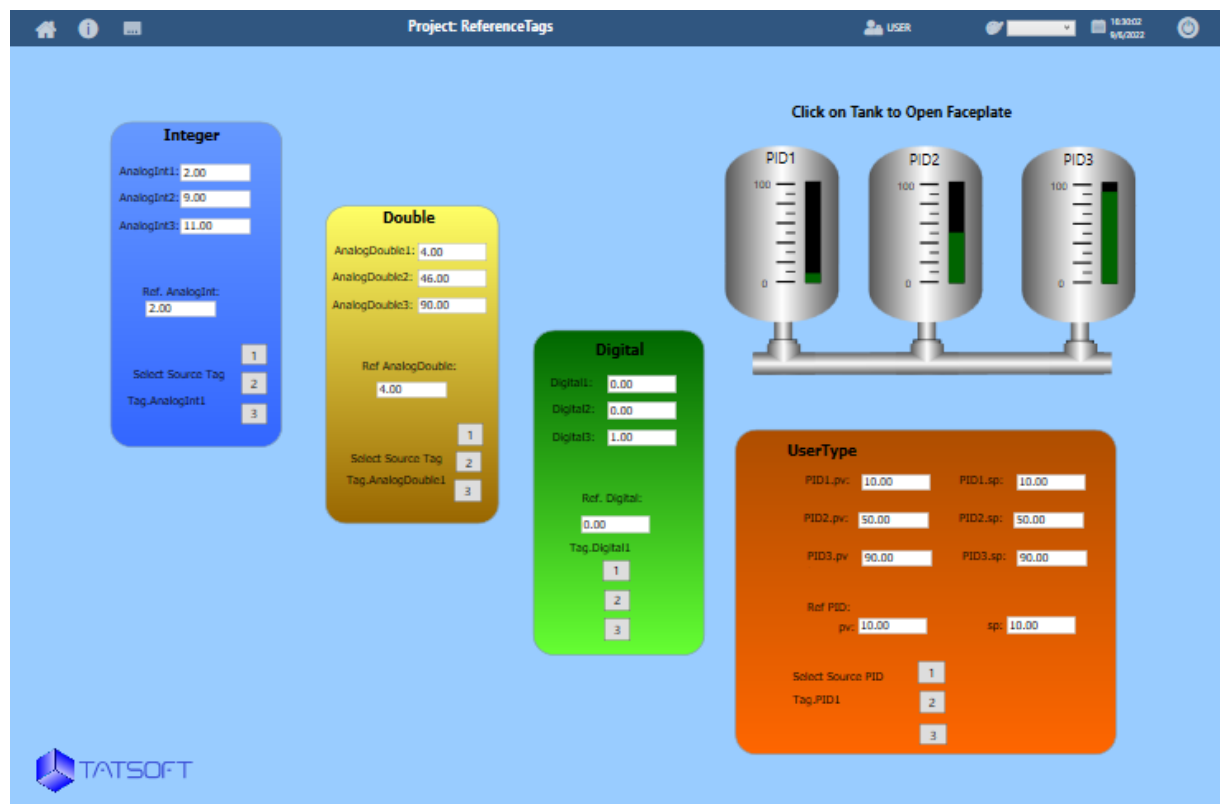 Project: ReferenceTags
USER
10:30:02
9/6/2022
Click on Tank to Open Faceplate
PID1
100
0
PID2
100
0
PID3
100
0
Integer
AnalogInt1: 2.00
AnalogInt2: 9.00
AnalogInt3: 11.00
Ref. AnalogInt:
2.00
1
Select Source Tag
2
Tag.AnalogInt1
3
Double
AnalogDouble1: 4.00
AnalogDouble2: 46.00
AnalogDouble3: 90.00
Ref AnalogDouble:
4.00
1
Select Source Tag
2
Tag.AnalogDouble1
3
Digital
Digital1: 0.00
Digital2: 0.00
Digital3: 1.00
Ref. Digital:
0.00
Tag.Digital1
1
2
3
UserType
PID1.pv: 10.00 PID1.sp: 10.00
PID2.pv: 50.00 PID2.sp: 50.00
PID3.pv 90.00 PID3.sp: 90.00
Ref PID:
pv: 10.00 sp: 10.00
1
Select Source PID
Tag.PID1
2
3
TATSOFT